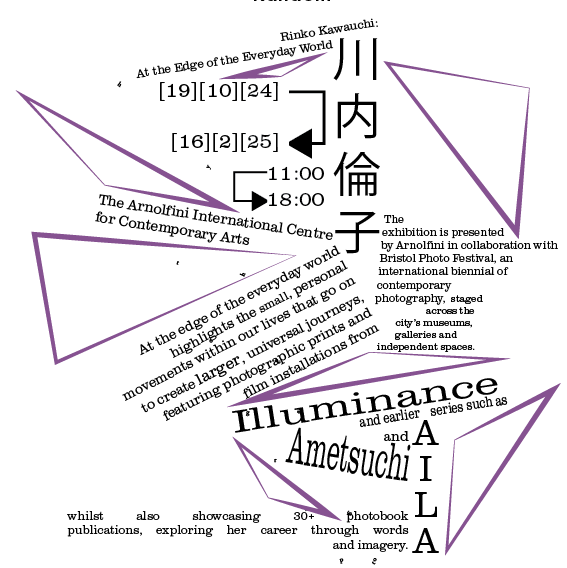 Rinko Kawauchi:
At the Edge of the Everyday World
川内倫子
[19][10][24]
[16][2][25]
11:00
18:00
The Arnolfini International Centre
for Contemporary Arts
The
exhibition is presented
by Arnolfini in collaboration with
Bristol Photo Festival, an
international biennial of
contemporary
photography, staged
across the
city's museums,
galleries and
independent spaces.
At the edge of the everyday world
highlights the small, personal
movements within our lives that go on
to create larger, universal journeys,
featuring photographic prints and
film installations from
Illuminance
and earlier series such as
and AILA
Ametsuchi
whilst also showcasing 30+ photobook
publications, exploring her career through words
and imagery.